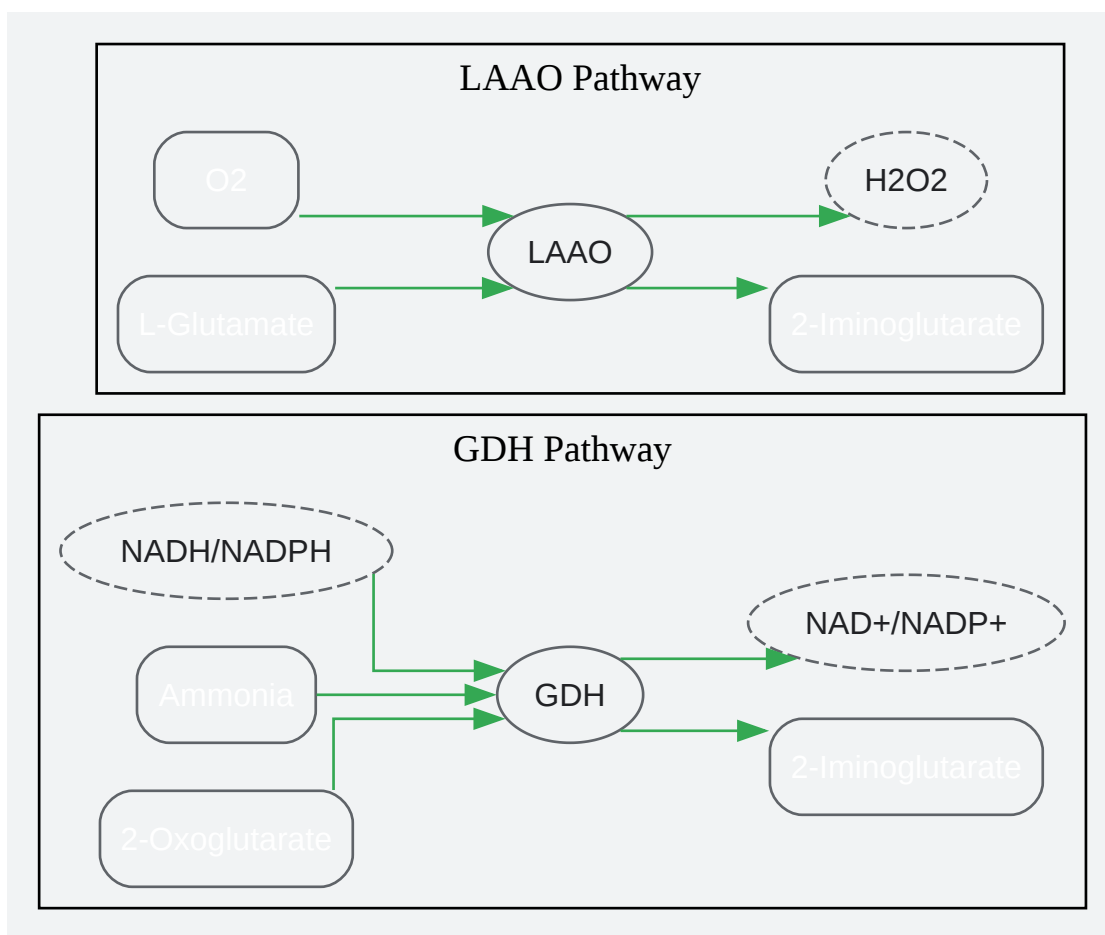 LAAO Pathway
O2
H2O2
LAAO
L-Glutamate
2-Iminoglutarate
GDH Pathway
NADH/NADPH
NAD+/NADP+
Ammonia
GDH
2-Iminoglutarate
2-Oxoglutarate